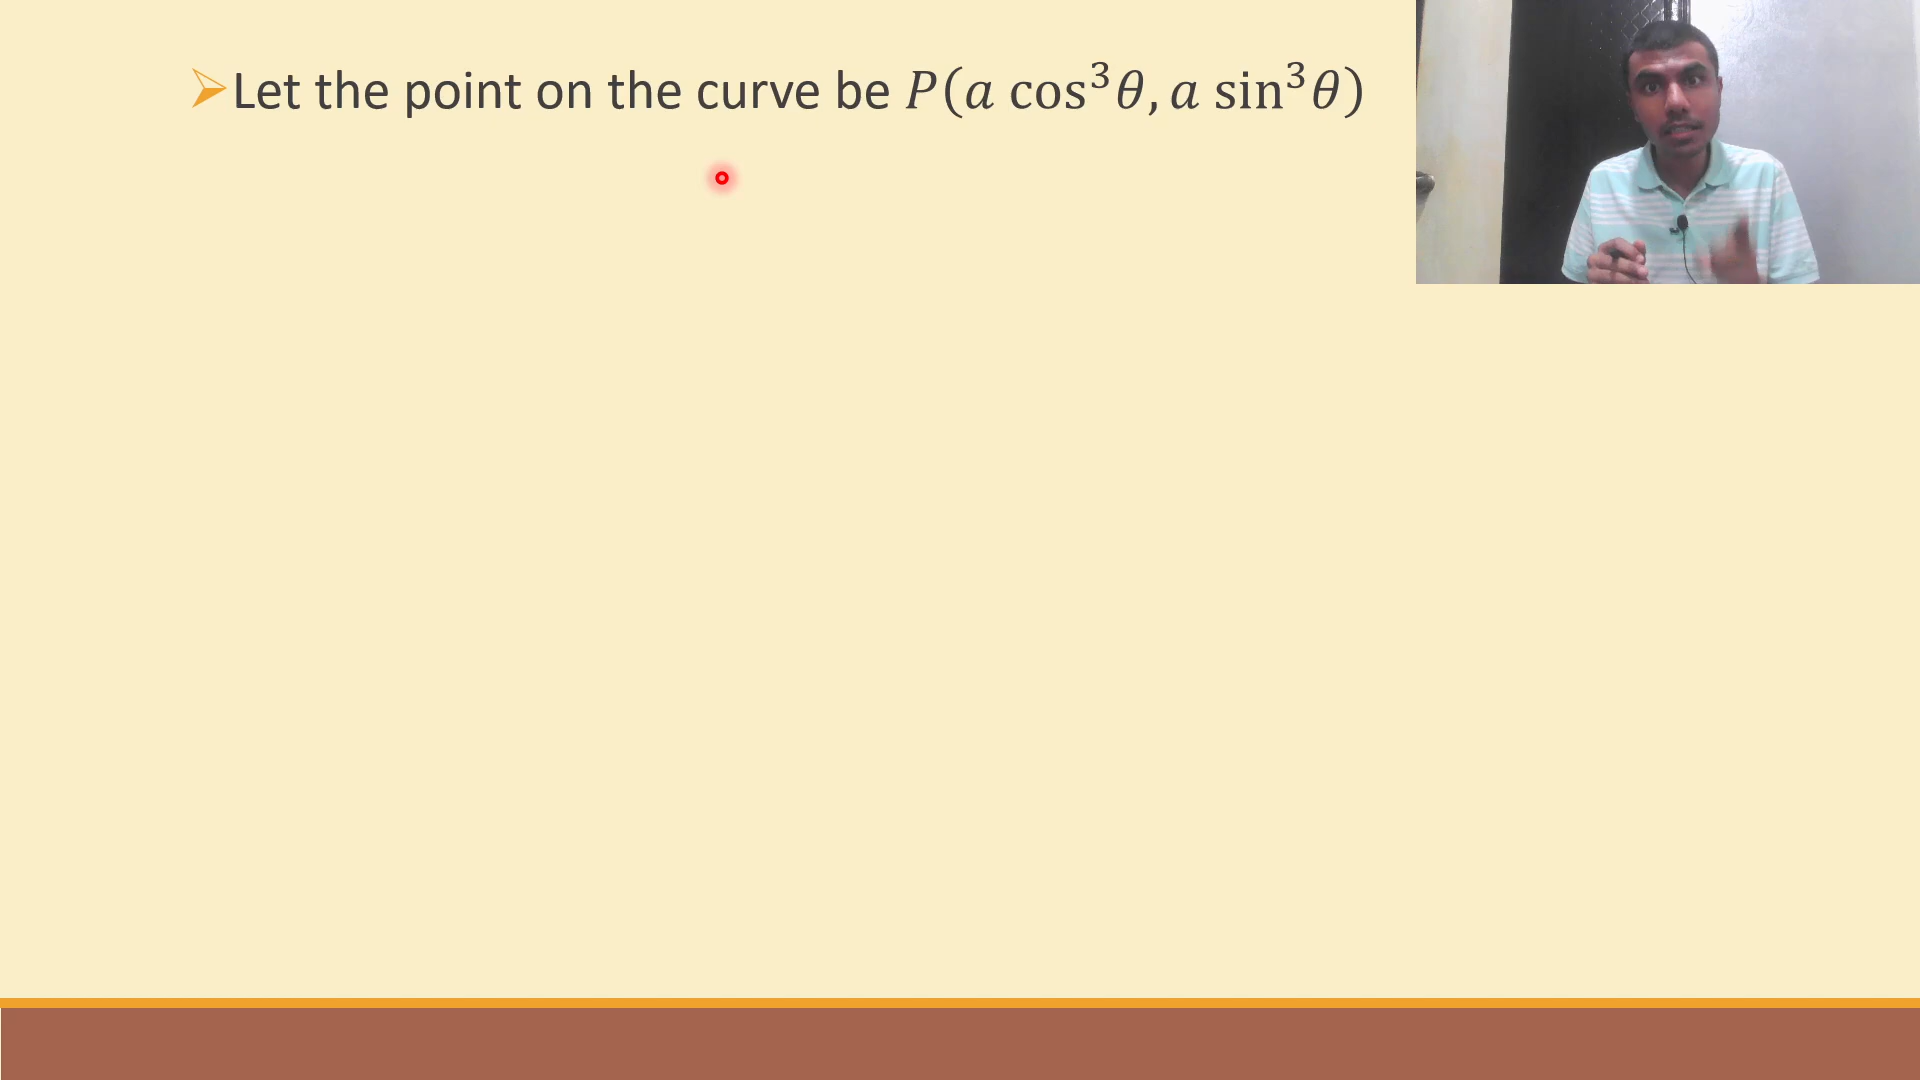 Let the point on the curve be P(a cos³θ, a sin³θ)